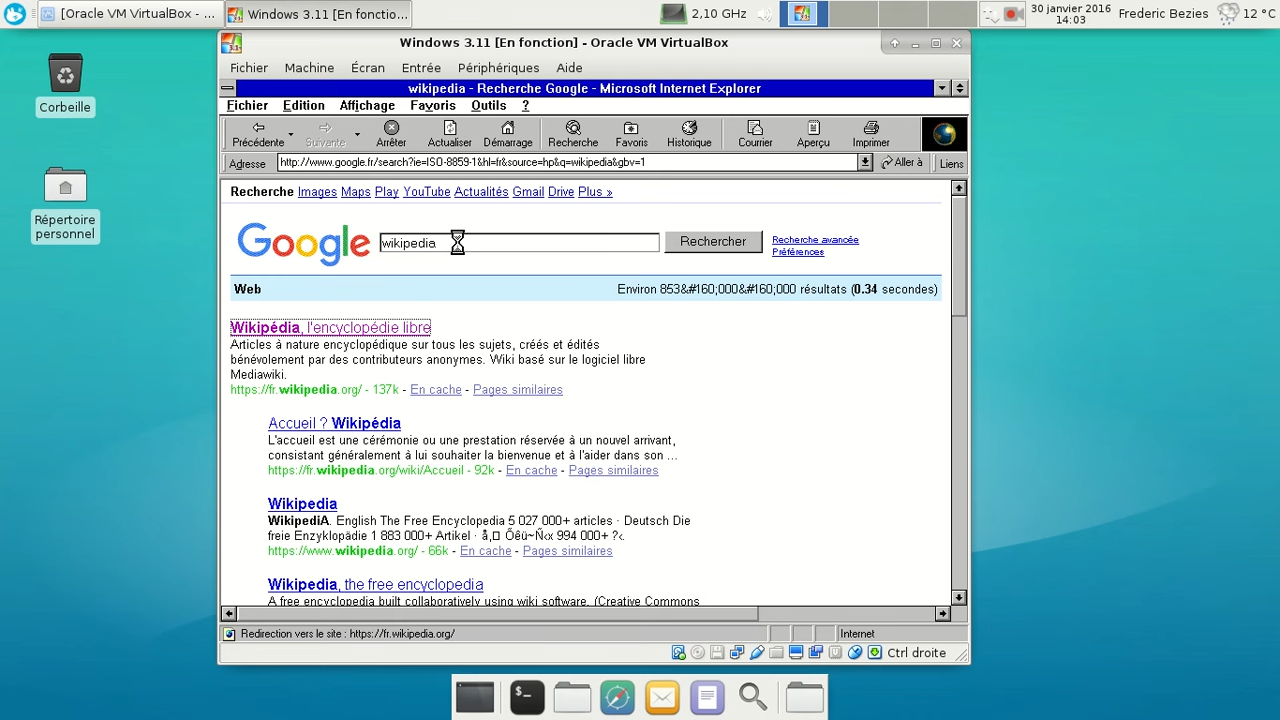 [Oracle VM VirtualBox - ...
Windows 3.11 [En fonctio...
2,10 GHz
30 janvier 2016
14:03
Frederic Bezies
12 °C
Corbeille
Répertoire
personnel
Windows 3.11 [En fonction] - Oracle VM VirtualBox
Fichier Machine Écran Entrée Périphériques Aide
wikipedia - Recherche Google - Microsoft Internet Explorer
Fichier Edition Affichage Favoris Outils ?
Précédente Suivante Arrêter Actualiser Démarrage Recherche Favoris Historique Courrier Aperçu Imprimer
Adresse http://www.google.fr/search?ie=ISO-8859-1&hl=fr&source=hp&q=wikipedia&gbv=1 Aller à Liens
Recherche Images Maps Play YouTube Actualités Gmail Drive Plus »
Google wikipedia Rechercher
Recherche avancée
Préférences
Web Environ 853&#160;000&#160;000 résultats (0.34 secondes)
Wikipédia, l'encyclopédie libre
Articles à nature encyclopédique sur tous les sujets, créés et édités
bénévolement par des contributeurs anonymes. Wiki basé sur le logiciel libre
Mediawiki.
https://fr.wikipedia.org/ - 137k - En cache - Pages similaires
Accueil ? Wikipédia
L'accueil est une cérémonie ou une prestation réservée à un nouvel arrivant,
consistant généralement à lui souhaiter la bienvenue et à l'aider dans son ...
https://fr.wikipedia.org/wiki/Accueil - 92k - En cache - Pages similaires
Wikipedia
WikipediA. English The Free Encyclopedia 5 027 000+ articles · Deutsch Die
freie Enzyklopädie 1 883 000+ Artikel · 994 000+ ?‹.
https://www.wikipedia.org/ - 66k - En cache - Pages similaires
Wikipedia, the free encyclopedia
A free encyclopedia built collaboratively using wiki software. (Creative Commons
Redirection vers le site : https://fr.wikipedia.org/ Internet
Ctrl droite